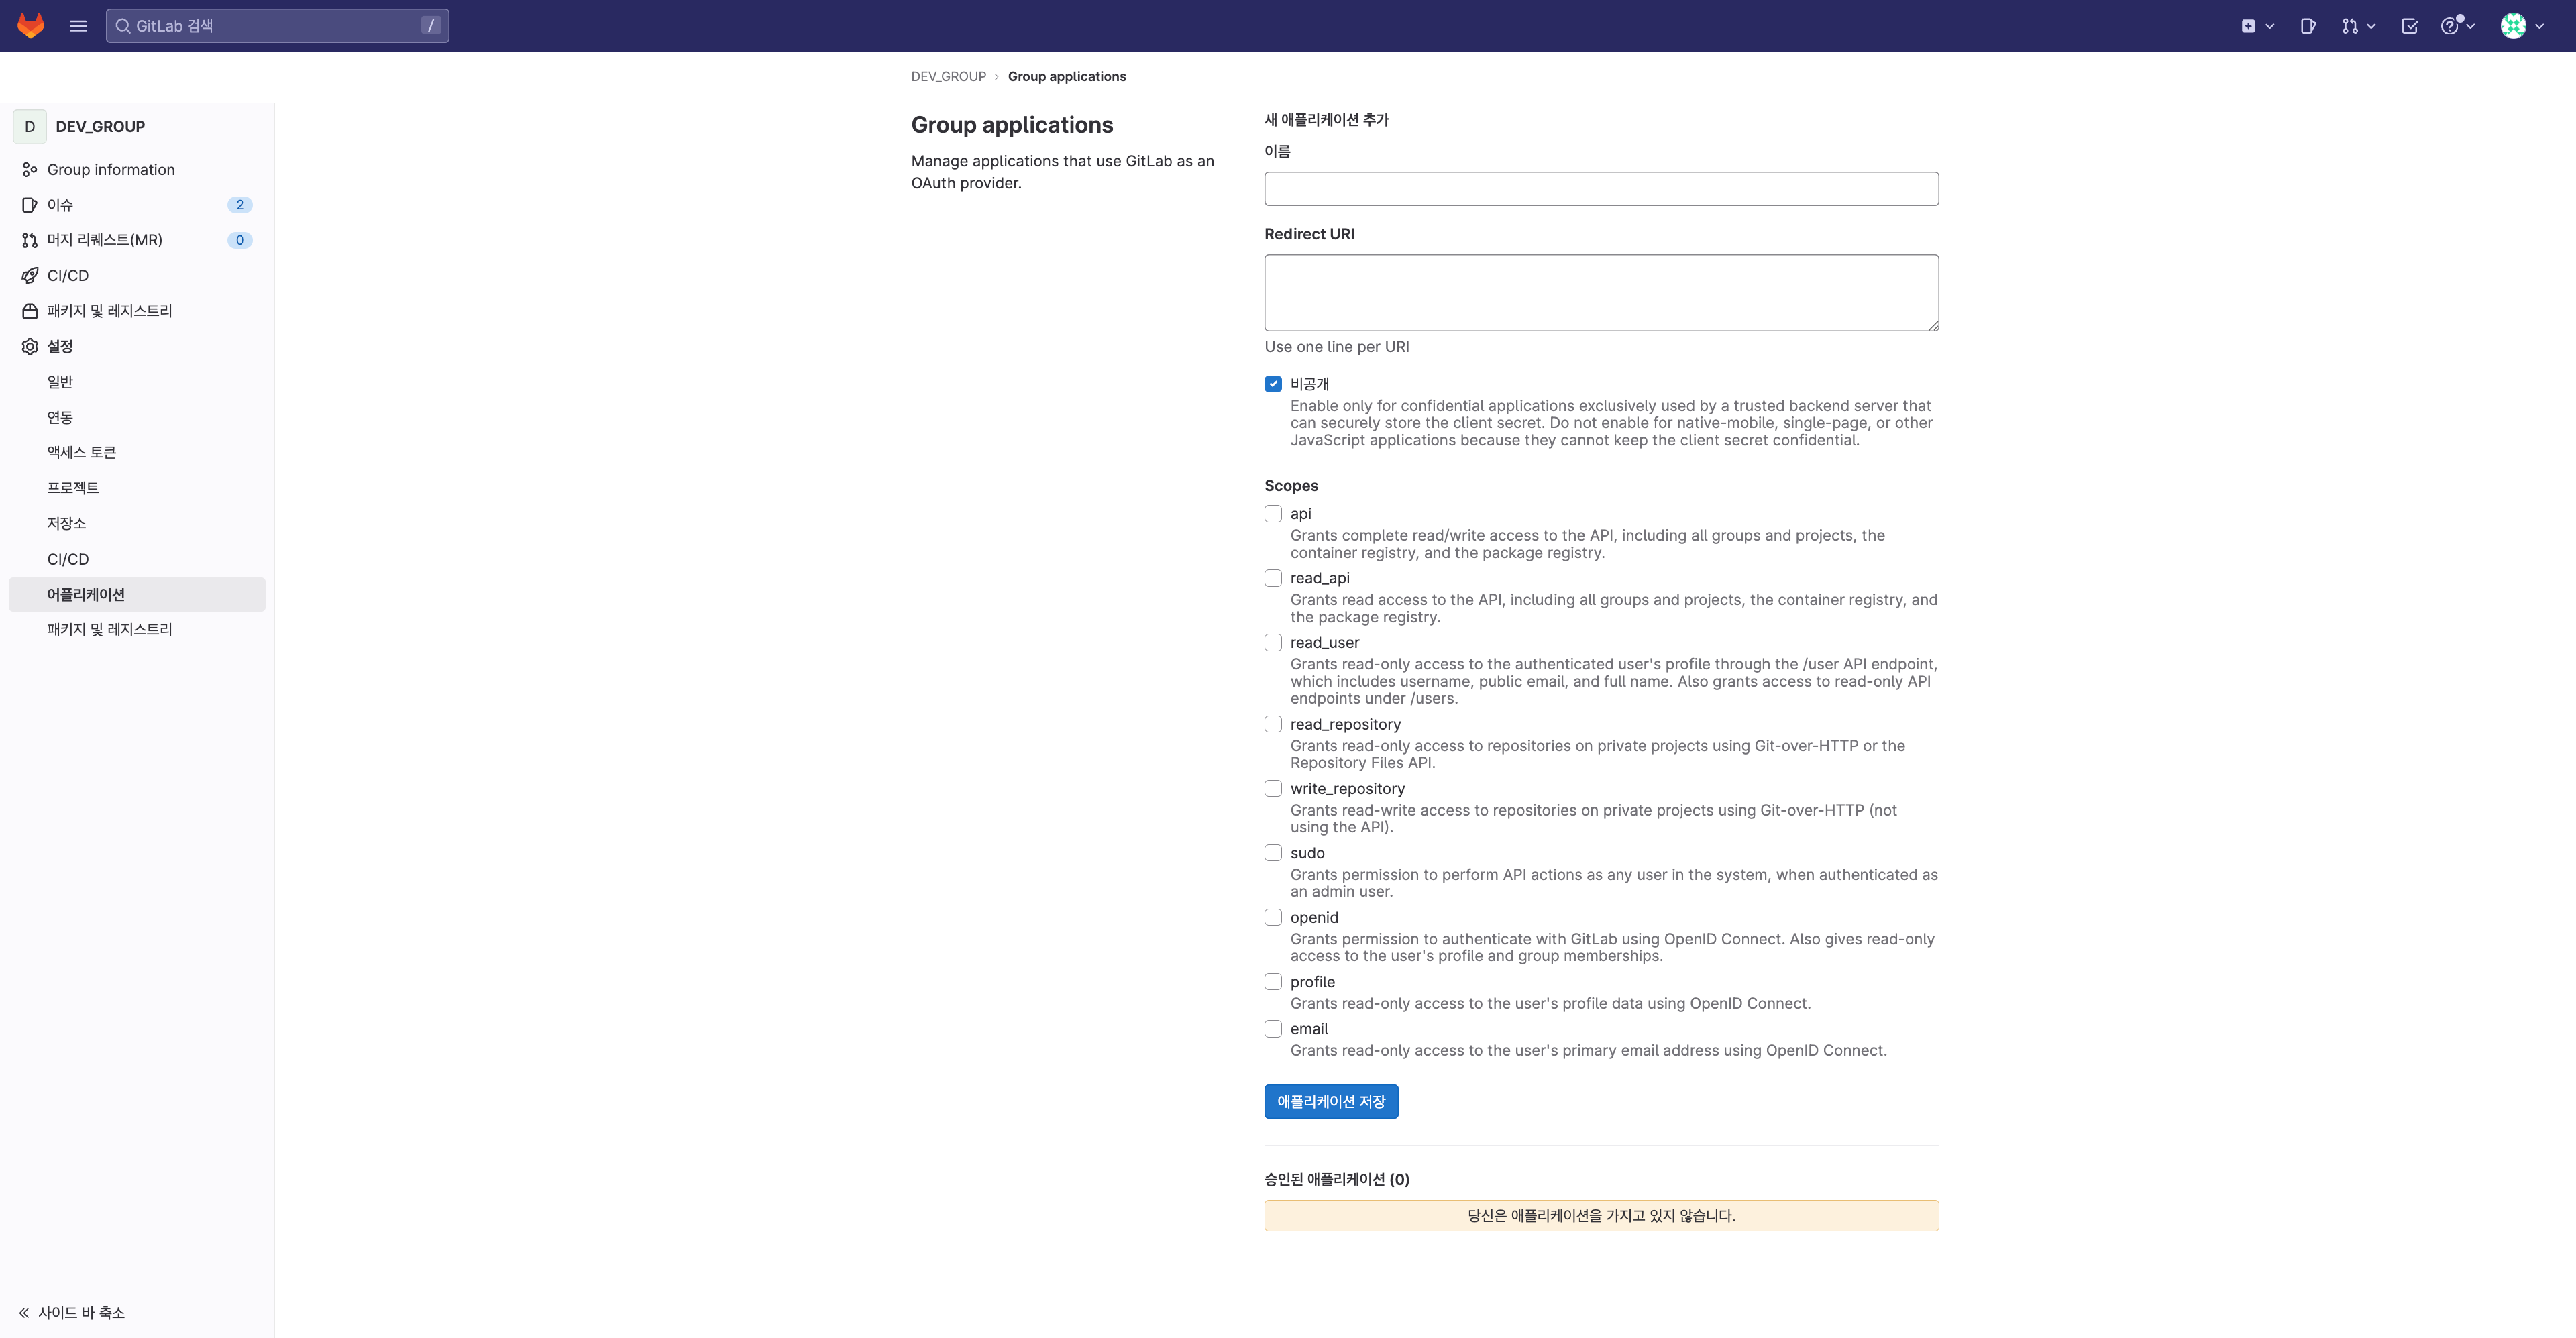 GitLab 검색 /
DEV_GROUP › Group applications
D DEV_GROUP
Group information
이슈 2
머지 리퀘스트(MR) 0
CI/CD
패키지 및 레지스트리
설정
일반
연동
액세스 토큰
프로젝트
저장소
CI/CD
어플리케이션
패키지 및 레지스트리
사이드 바 축소
Group applications
Manage applications that use GitLab as an
OAuth provider.
새 애플리케이션 추가
이름
Redirect URI
Use one line per URI
비공개
Enable only for confidential applications exclusively used by a trusted backend server that
can securely store the client secret. Do not enable for native-mobile, single-page, or other
JavaScript applications because they cannot keep the client secret confidential.
Scopes
api
Grants complete read/write access to the API, including all groups and projects, the
container registry, and the package registry.
read_api
Grants read access to the API, including all groups and projects, the container registry, and
the package registry.
read_user
Grants read-only access to the authenticated user's profile through the /user API endpoint,
which includes username, public email, and full name. Also grants access to read-only API
endpoints under /users.
read_repository
Grants read-only access to repositories on private projects using Git-over-HTTP or the
Repository Files API.
write_repository
Grants read-write access to repositories on private projects using Git-over-HTTP (not
using the API).
sudo
Grants permission to perform API actions as any user in the system, when authenticated as
an admin user.
openid
Grants permission to authenticate with GitLab using OpenID Connect. Also gives read-only
access to the user's profile and group memberships.
profile
Grants read-only access to the user's profile data using OpenID Connect.
email
Grants read-only access to the user's primary email address using OpenID Connect.
애플리케이션 저장
승인된 애플리케이션 (0)
당신은 애플리케이션을 가지고 있지 않습니다.